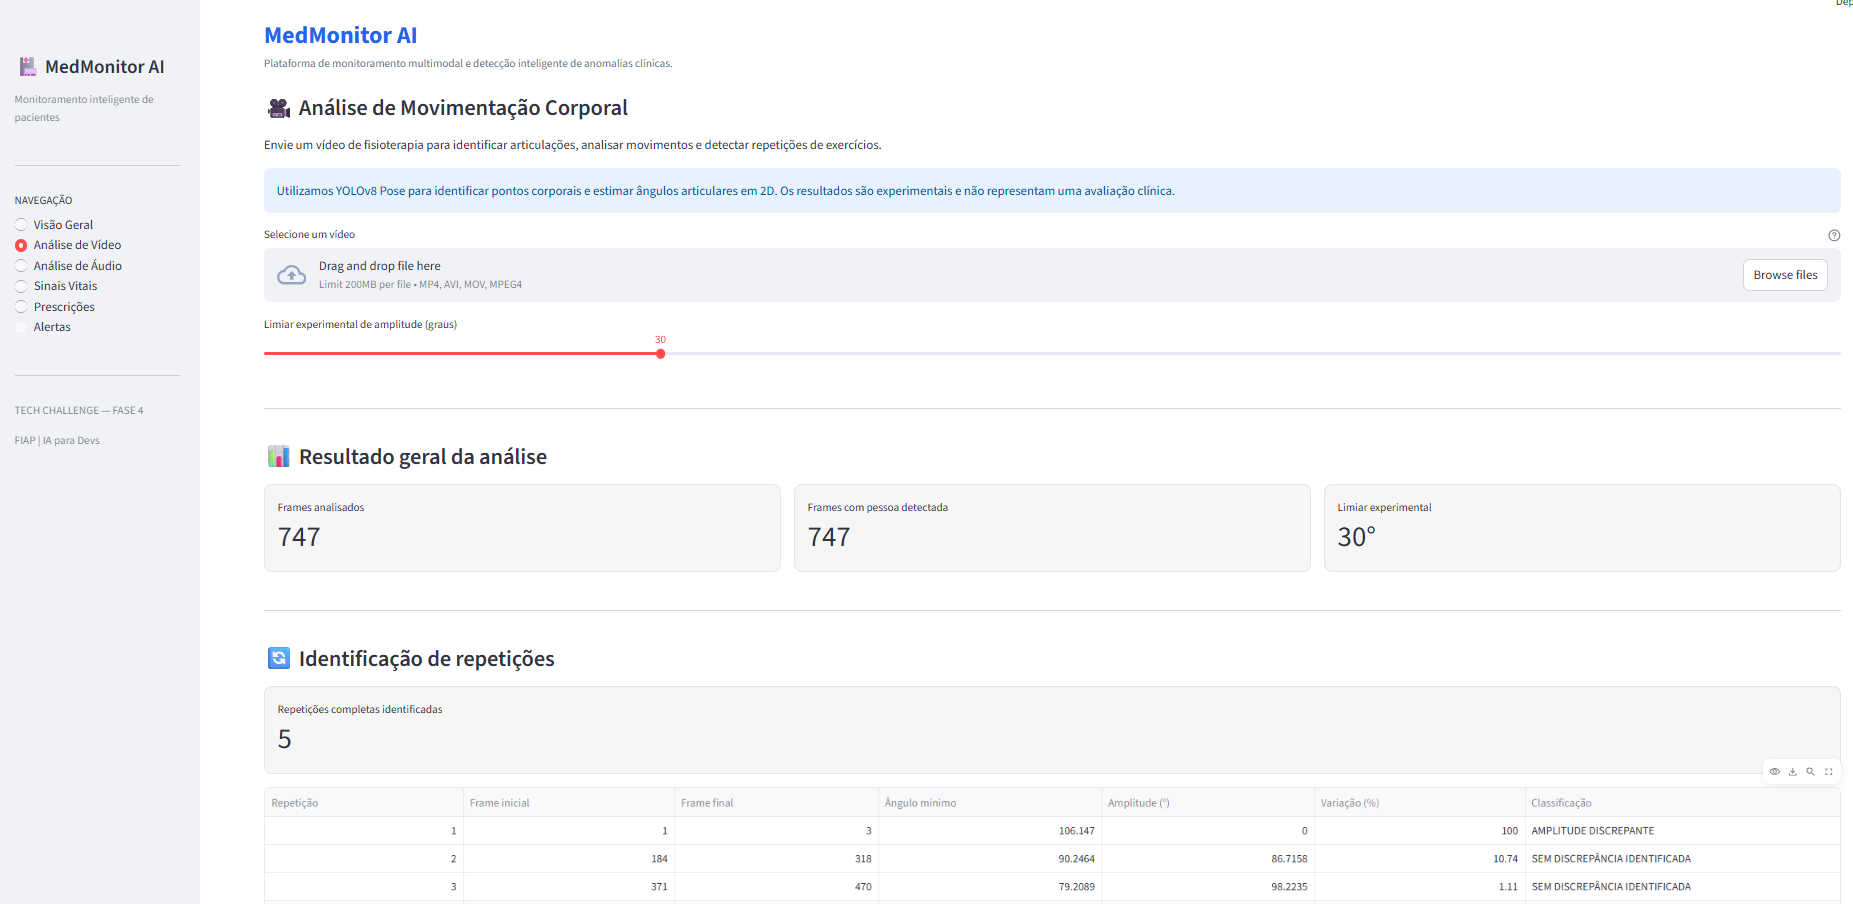 MedMonitor AI
Monitoramento inteligente de
pacientes
NAVEGAÇÃO
Visão Geral
Análise de Vídeo
Análise de Áudio
Sinais Vitais
Prescrições
Alertas
TECH CHALLENGE — FASE 4
FIAP | IA para Devs
MedMonitor AI
Plataforma de monitoramento multimodal e detecção inteligente de anomalias clínicas.
Análise de Movimentação Corporal
Envie um vídeo de fisioterapia para identificar articulações, analisar movimentos e detectar repetições de exercícios.
Utilizamos YOLOv8 Pose para identificar pontos corporais e estimar ângulos articulares em 2D. Os resultados são experimentais e não representam uma avaliação clínica.
Selecione um vídeo
Drag and drop file here
Limit 200MB per file • MP4, AVI, MOV, MPEG4
Browse files
Limiar experimental de amplitude (graus)
30
Resultado geral da análise
Frames analisados
747
Frames com pessoa detectada
747
Limiar experimental
30°
Identificação de repetições
Repetições completas identificadas
5
Repetição Frame inicial Frame final Ângulo mínimo Amplitude (°) Variação (%) Classificação
1 1 3 106.147 0 100 AMPLITUDE DISCREPANTE
2 184 318 90.2464 86.7158 10.74 SEM DISCREPÂNCIA IDENTIFICADA
3 371 470 79.2089 98.2235 1.11 SEM DISCREPÂNCIA IDENTIFICADA